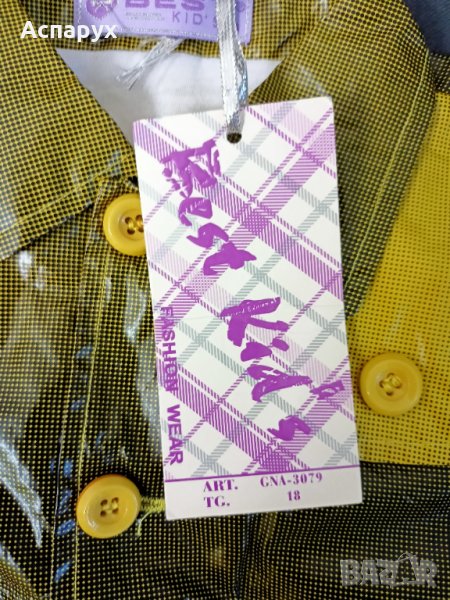 Аспарух
BES
KID'S
Best Kid's
FASHION WEAR
ART. GNA-3079
TG. 18
BAZAR